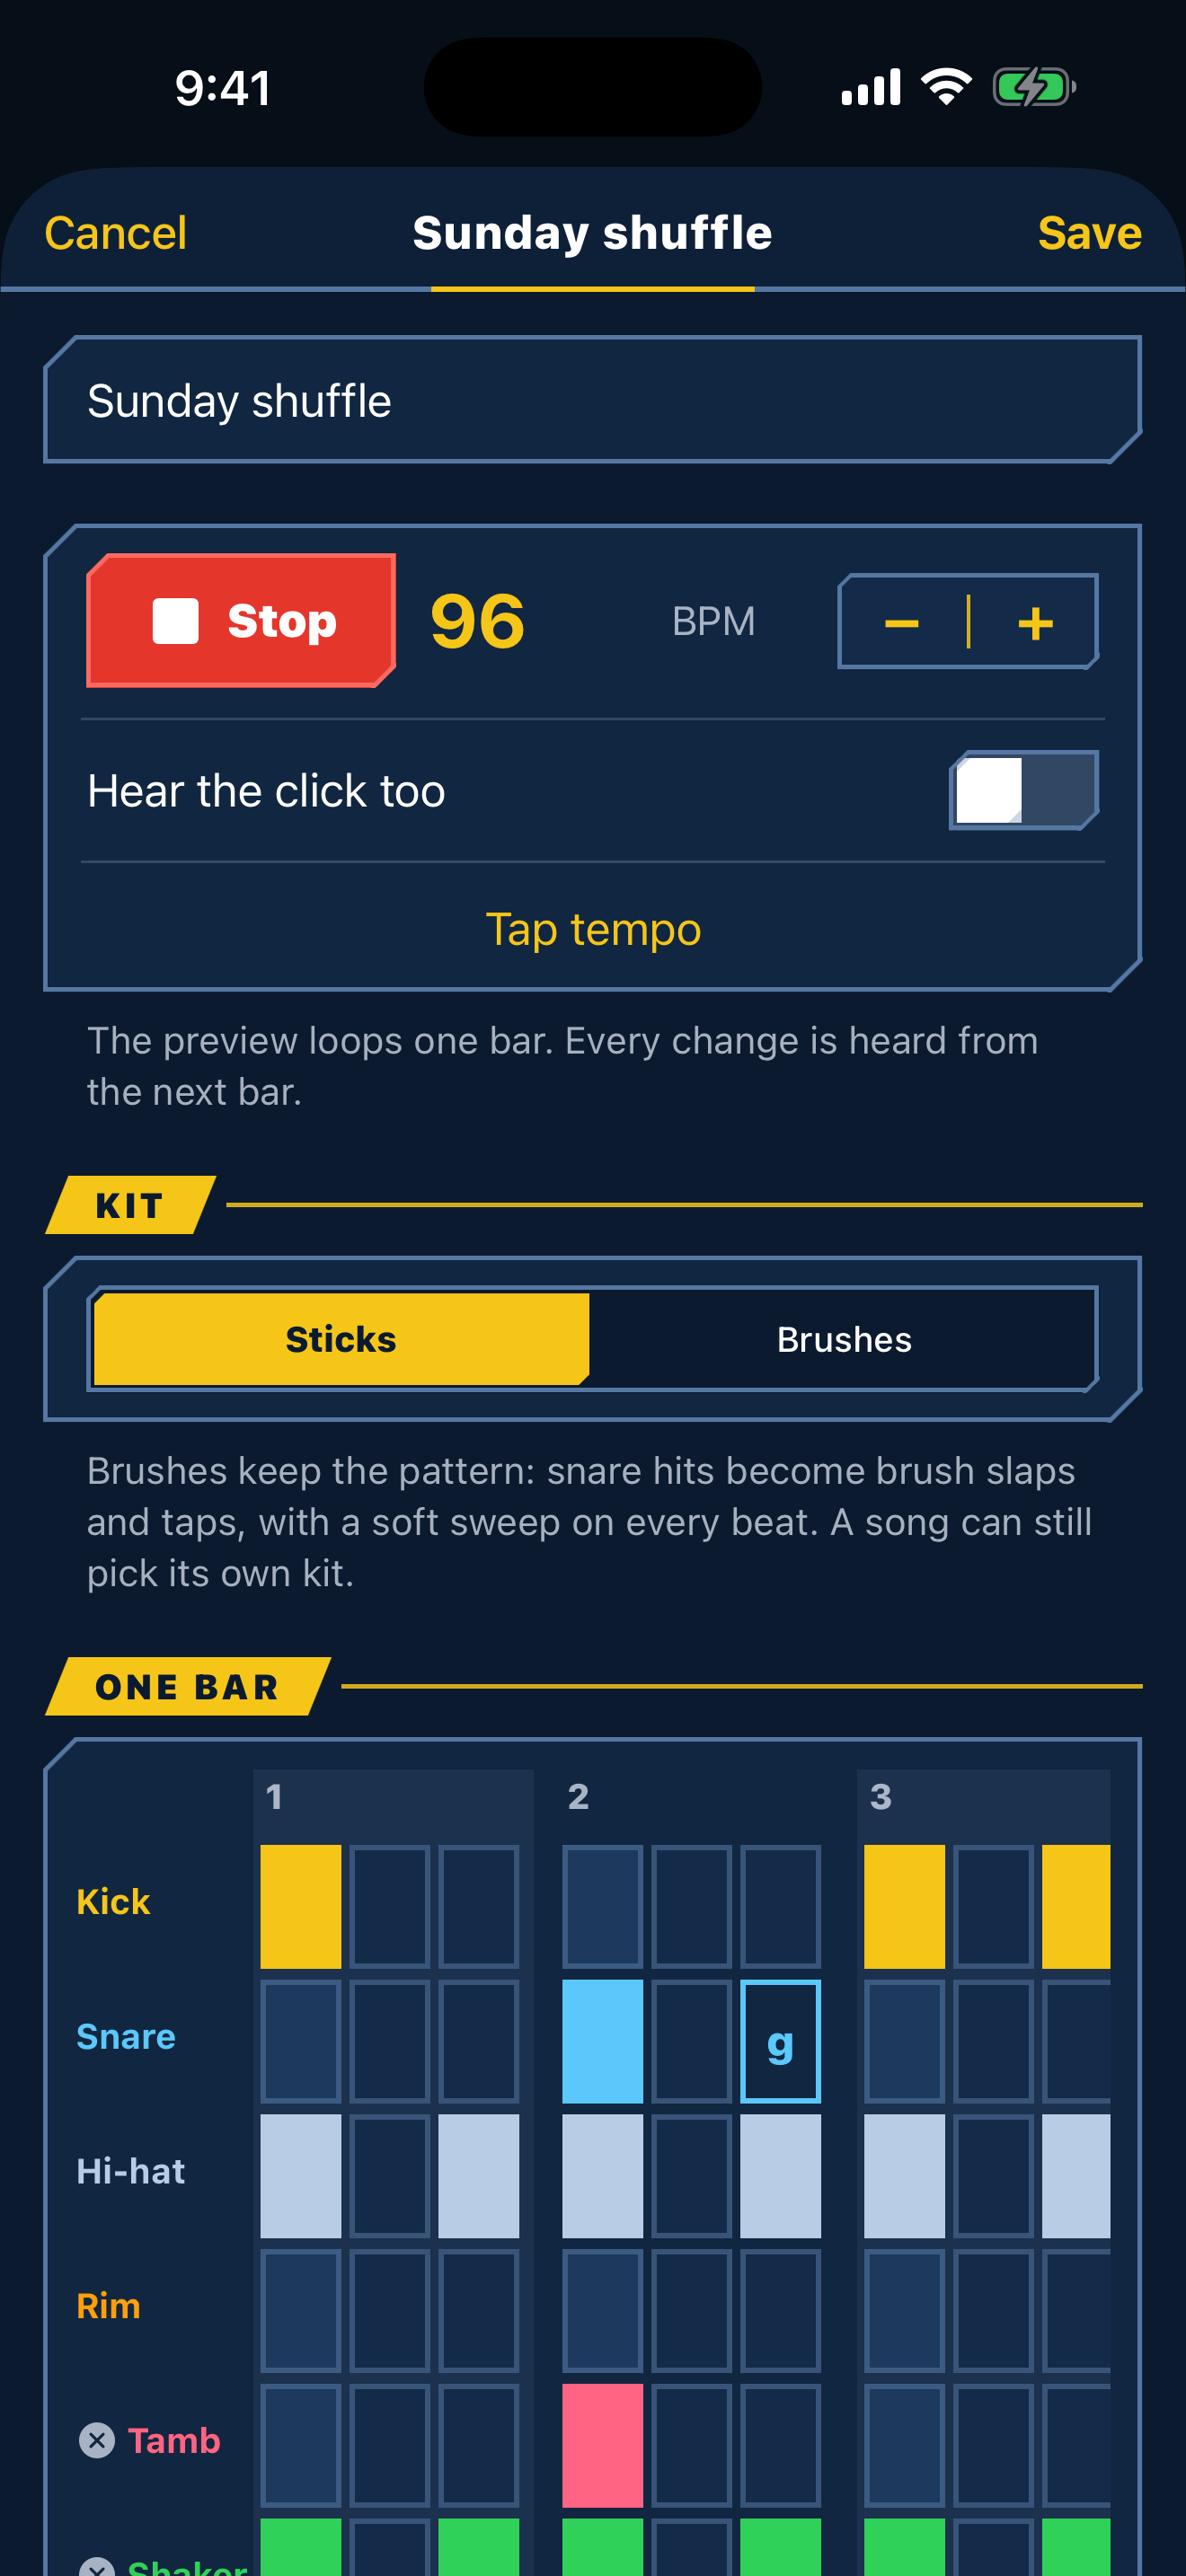 9:41
Cancel
Sunday shuffle
Save
Sunday shuffle
Stop
96
BPM
− +
Hear the click too
Tap tempo
The preview loops one bar. Every change is heard from
the next bar.
KIT
Sticks
Brushes
Brushes keep the pattern: snare hits become brush slaps
and taps, with a soft sweep on every beat. A song can still
pick its own kit.
ONE BAR
1 2 3
Kick
Snare
g
Hi-hat
Rim
Tamb
Shaker